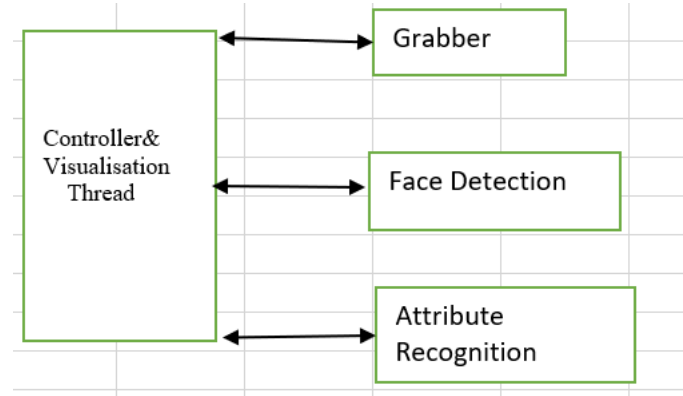 Controller&
Visualisation
Thread
Grabber
Face Detection
Attribute
Recognition